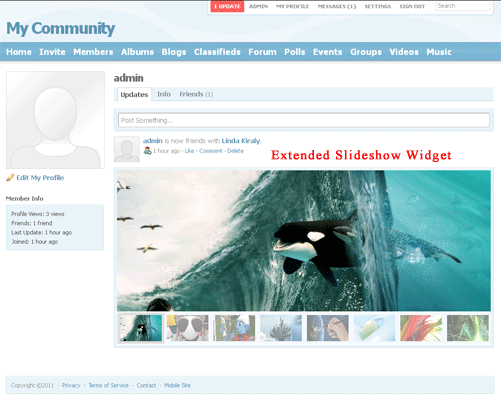 1 UPDATE ADMIN MY PROFILE MESSAGES (1) SETTINGS SIGN OUT Search
My Community
Home Invite Members Albums Blogs Classifieds Forum Polls Events Groups Videos Music
admin
Updates Info Friends (1)
Post Something...
admin is now friends with Linda Kiraly.
1 hour ago - Like - Comment - Delete
Extended Slideshow Widget
Edit My Profile
Member Info
Profile Views: 3 views
Friends: 1 friend
Last Update: 1 hour ago
Joined: 1 hour ago
Copyright ©2011 - Privacy - Terms of Service - Contact - Mobile Site